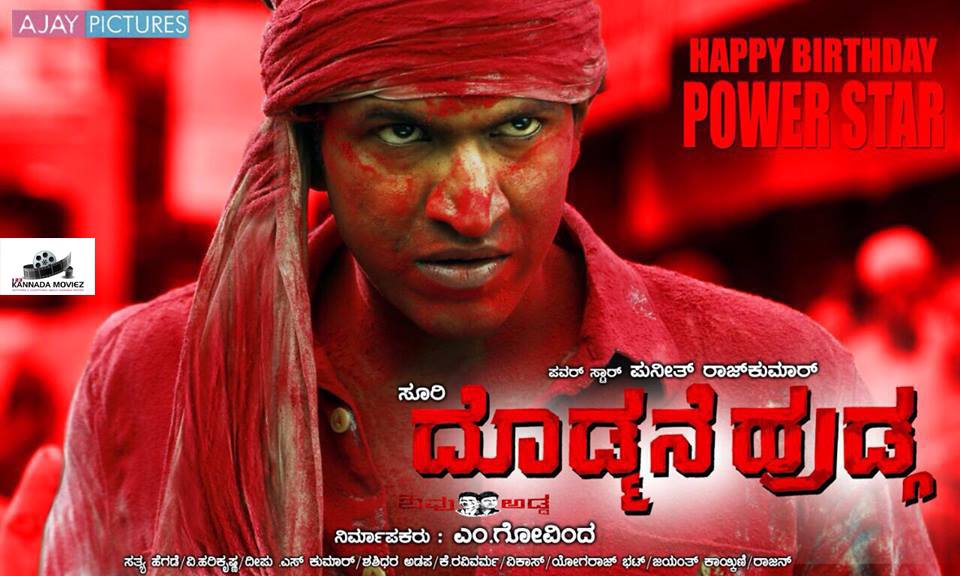 AJAY PICTURES
HAPPY BIRTHDAY
POWER STAR
KANNADA MOVIEZ
ಪವರ್ ಸ್ಟಾರ್ ಪುನೀತ್ ರಾಜ್‌ಕುಮಾರ್
ಸೂರಿ
ದೊಡ್ಮನೆ ಹುಡ್ಗ
ಅಡ್ಡ
ನಿರ್ಮಾಪಕರು : ಎಂ.ಗೋವಿಂದ
ಸತ್ಯ ಹೆಗಡೆ/ವಿ.ಹರಿಕೃಷ್ಣ/ದೀಪು .ಎಸ್ ಕುಮಾರ್/ಶಶಿಧರ ಅಡಪ/ಕೆ.ರವಿವರ್ಮ/ವಿಕಾಸ್/ಯೋಗರಾಜ್ ಭಟ್/ಜಯಂತ್ ಕಾಯ್ಕಿಣಿ/ರಾಜನ್